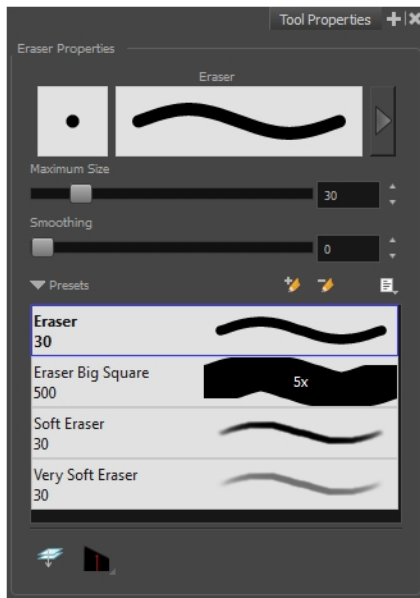 Tool Properties
Eraser Properties
Eraser
Maximum Size
30
Smoothing
0
Presets
Eraser
30
Eraser Big Square
500
5x
Soft Eraser
30
Very Soft Eraser
30